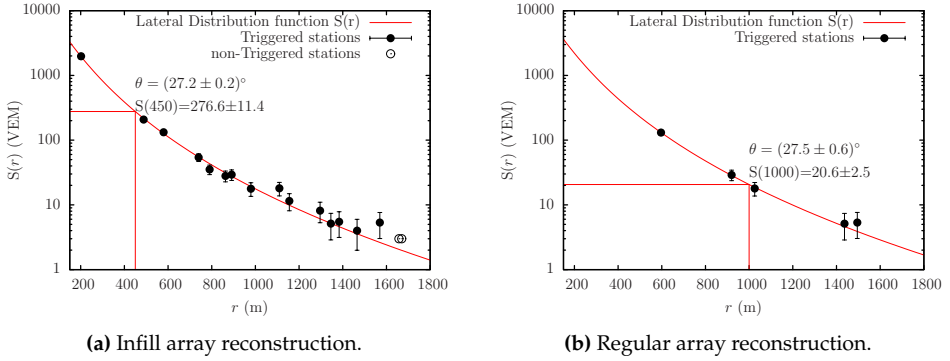 Lateral Distribution function S(r)
Triggered stations
non-Triggered stations
θ = (27.2 ± 0.2)°
S(450)=276.6±11.4
S(r) (VEM)
10000
1000
100
10
1
200 400 600 800 1000 1200 1400 1600 1800
r (m)
(a) Infill array reconstruction.
Lateral Distribution function S(r)
Triggered stations
θ = (27.5 ± 0.6)°
S(1000)=20.6±2.5
S(r) (VEM)
10000
1000
100
10
1
200 400 600 800 1000 1200 1400 1600 1800
r (m)
(b) Regular array reconstruction.